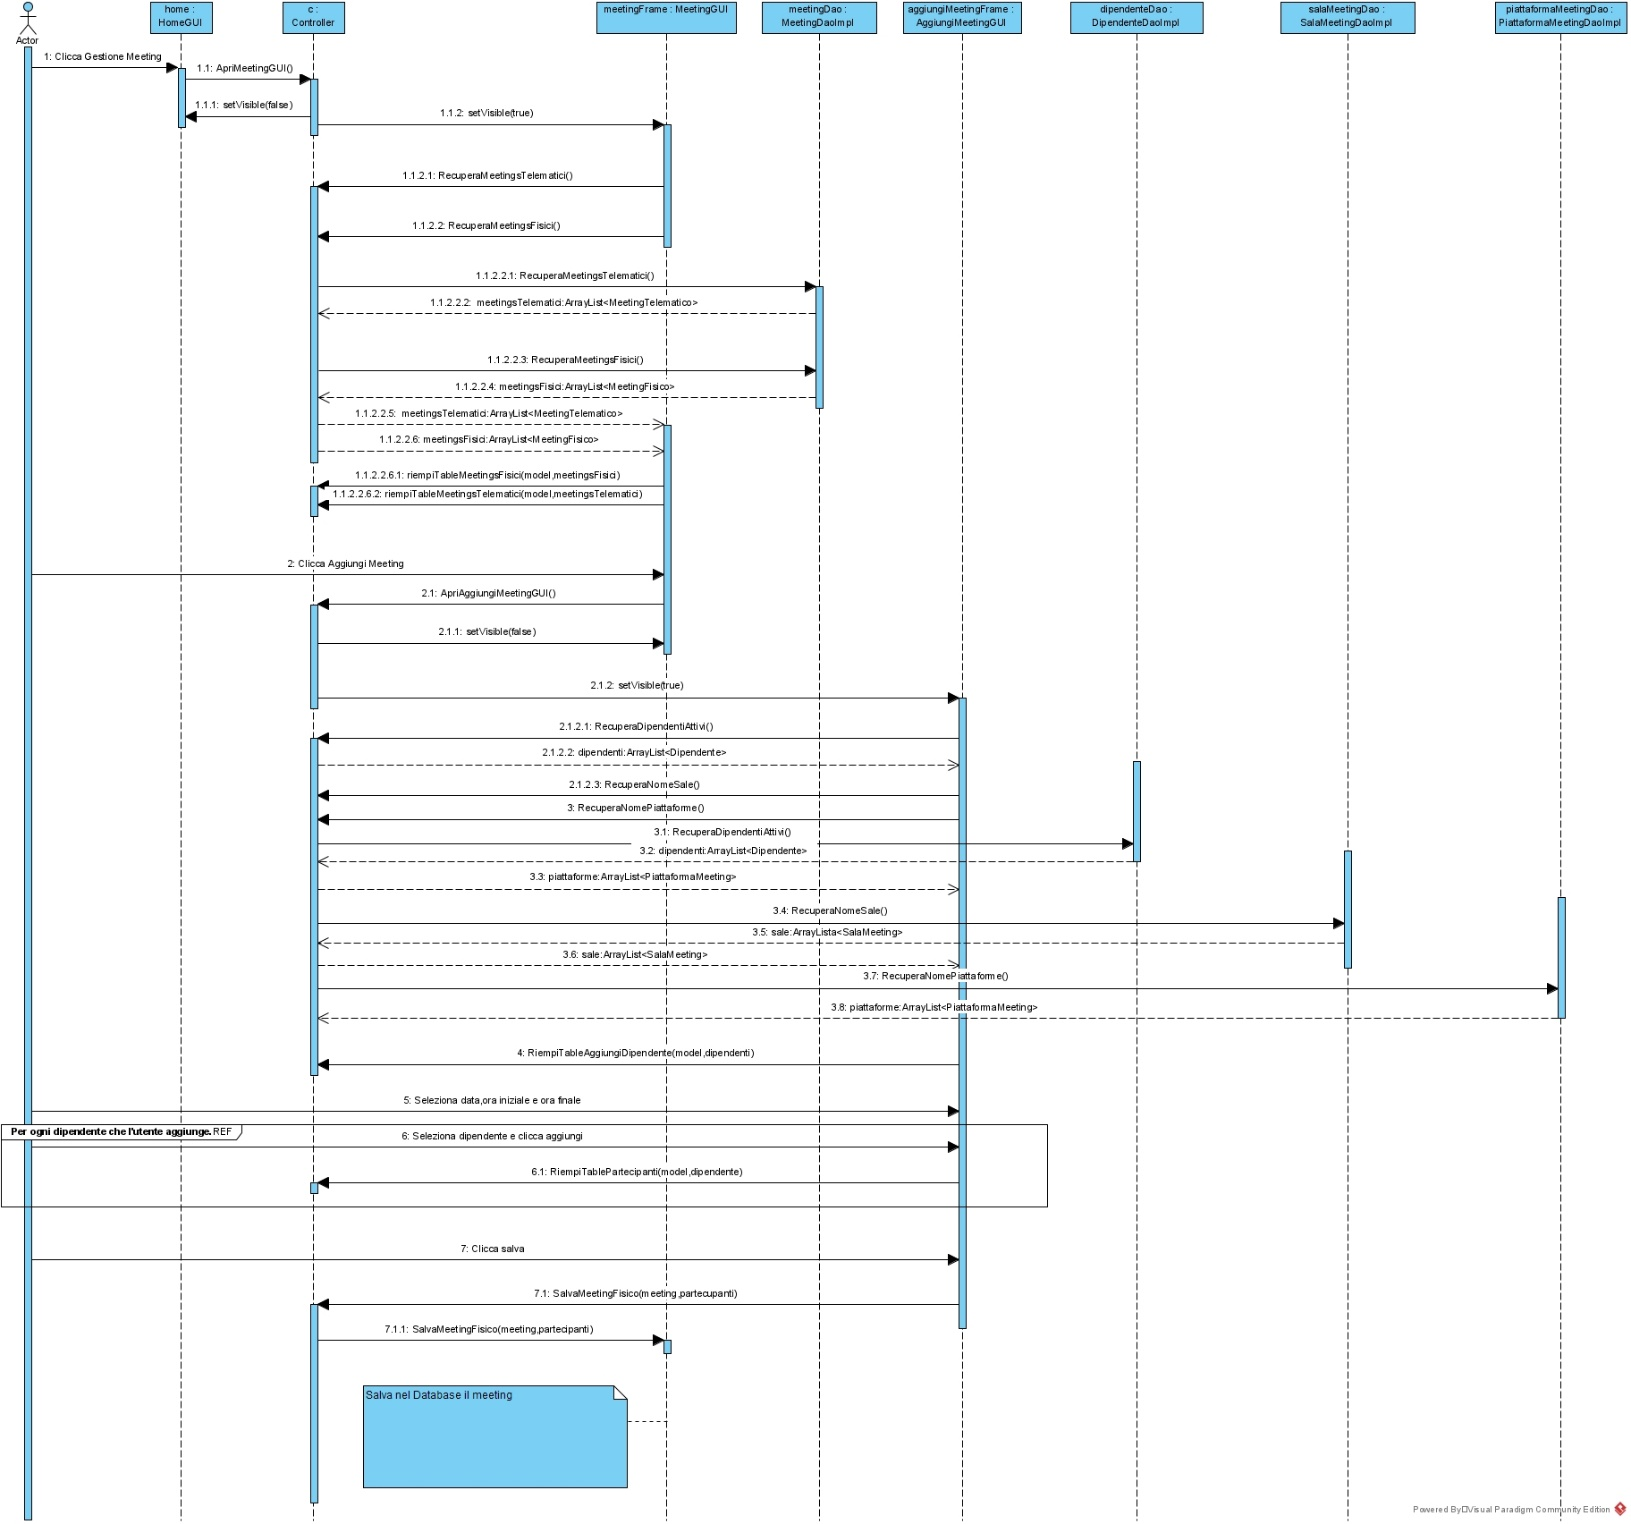 home :
HomeGUI
c :
Controller
meetingFrame : MeetingGUI
meetingDao :
MeetingDaoImpl
aggiungiMeetingFrame :
AggiungiMeetingGUI
dipendenteDao :
DipendenteDaoImpl
salaMeetingDao :
SalaMeetingDaoImpl
piattaformaMeetingDao :
PiattaformaMeetingDaoImpl
Actor
1: Clicca Gestione Meeting
1.1: ApriMeetingGUI()
1.1.1: setVisible(false)
1.1.2: setVisible(true)
1.1.2.1: RecuperaMeetingsTelematici()
1.1.2.2: RecuperaMeetingsFisici()
1.1.2.2.1: RecuperaMeetingsTelematici()
1.1.2.2.2: meetingsTelematici:ArrayList<MeetingTelematico>
1.1.2.2.3: RecuperaMeetingsFisici()
1.1.2.2.4: meetingsFisici:ArrayList<MeetingFisico>
1.1.2.2.5: meetingsTelematici:ArrayList<MeetingTelematico>
1.1.2.2.6: meetingsFisici:ArrayList<MeetingFisico>
1.1.2.2.6.1: riempiTableMeetingsFisici(model,meetingsFisici)
1.1.2.2.6.2: riempiTableMeetingsTelematici(model,meetingsTelematici)
2: Clicca Aggiungi Meeting
2.1: ApriAggiungiMeetingGUI()
2.1.1: setVisible(false)
2.1.2: setVisible(true)
2.1.2.1: RecuperaDipendentiAttivi()
2.1.2.2: dipendenti:ArrayList<Dipendente>
2.1.2.3: RecuperaNomeSale()
3: RecuperaNomePiattaforme()
3.1: RecuperaDipendentiAttivi()
3.2: dipendenti:ArrayList<Dipendente>
3.3: piattaforme:ArrayList<PiattaformaMeeting>
3.4: RecuperaNomeSale()
3.5: sale:ArrayLista<SalaMeeting>
3.6: sale:ArrayList<SalaMeeting>
3.7: RecuperaNomePiattaforme()
3.8: piattaforme:ArrayList<PiattaformaMeeting>
4: RiempiTableAggiungiDipendente(model,dipendenti)
5: Seleziona data,ora iniziale e ora finale
Per ogni dipendente che l'utente aggiunge. REF
6: Seleziona dipendente e clicca aggiungi
6.1: RiempiTablePartecipanti(model,dipendente)
7: Clicca salva
7.1: SalvaMeetingFisico(meeting,partecupanti)
7.1.1: SalvaMeetingFisico(meeting,partecipanti)
Salva nel Database il meeting
Powered By Visual Paradigm Community Edition